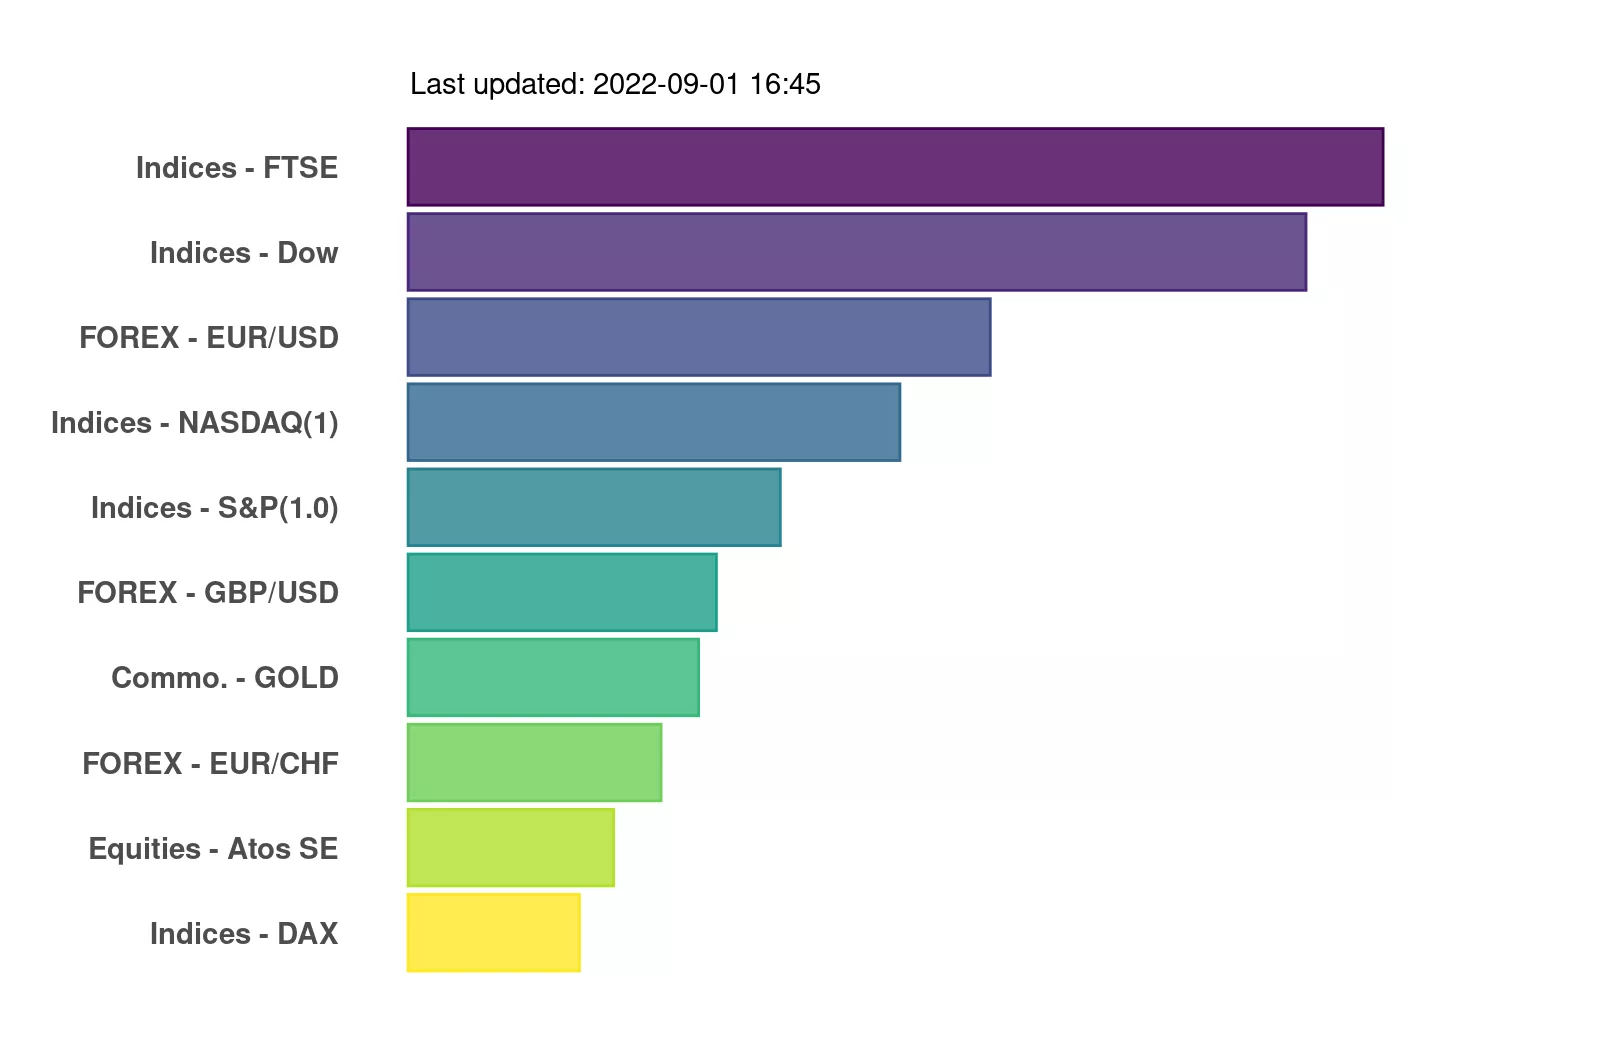 Last updated: 2022-09-01 16:45
Indices - FTSE
Indices - Dow
FOREX - EUR/USD
Indices - NASDAQ(1)
Indices - S&P(1.0)
FOREX - GBP/USD
Commo. - GOLD
FOREX - EUR/CHF
Equities - Atos SE
Indices - DAX